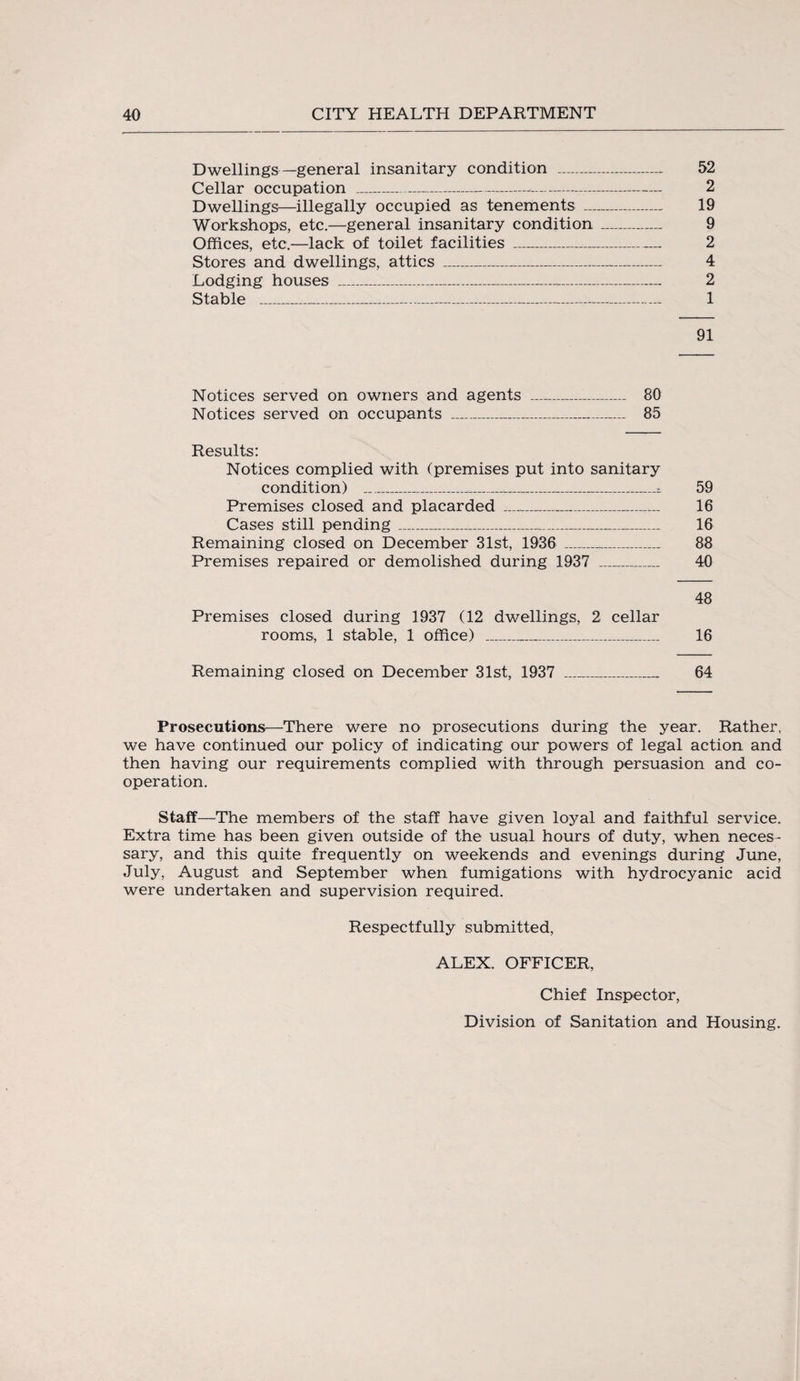 40 CITY HEALTH DEPARTMENT
Dwellings—general insanitary condition 52
Cellar occupation 2
Dwellings—illegally occupied as tenements 19
Workshops, etc.—general insanitary condition 9
Offices, etc.—lack of toilet facilities 2
Stores and dwellings, attics 4
Lodging houses 2
Stable 1
91
Notices served on owners and agents 80
Notices served on occupants 85
Results:
Notices complied with (premises put into sanitary
condition) 59
Premises closed and placarded 16
Cases still pending 16
Remaining closed on December 31st, 1936 88
Premises repaired or demolished during 1937 40
48
Premises closed during 1937 (12 dwellings, 2 cellar
rooms, 1 stable, 1 office) 16
Remaining closed on December 31st, 1937 64
Prosecutions—There were no prosecutions during the year. Rather,
we have continued our policy of indicating our powers of legal action and
then having our requirements complied with through persuasion and co-
operation.
Staff—The members of the staff have given loyal and faithful service.
Extra time has been given outside of the usual hours of duty, when neces-
sary, and this quite frequently on weekends and evenings during June,
July, August and September when fumigations with hydrocyanic acid
were undertaken and supervision required.
Respectfully submitted,
ALEX. OFFICER,
Chief Inspector,
Division of Sanitation and Housing.